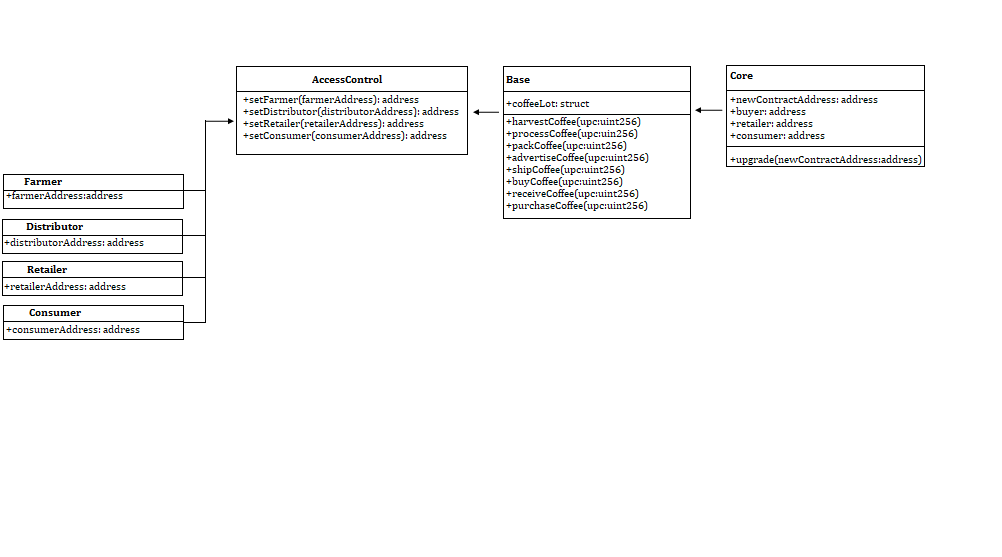 AccessControl
+setFarmer(farmerAddress): address
+setDistributor(distributorAddress): address
+setRetailer(retailerAddress): address
+setConsumer(consumerAddress): address
Base
+coffeeLot: struct
+harvestCoffee(upc:uint256)
+processCoffee(upc:uin256)
+packCoffee(upc:uint256)
+advertiseCoffee(upc:uint256)
+shipCoffee(upc:uint256)
+buyCoffee(upc:uint256)
+receiveCoffee(upc:uint256)
+purchaseCoffee(upc:uint256)
Core
+newContractAddress: address
+buyer: address
+retailer: address
+consumer: address
+upgrade(newContractAddress:address)
Farmer
+farmerAddress:address
Distributor
+distributorAddress: address
Retailer
+retailerAddress: address
Consumer
+consumerAddress: address